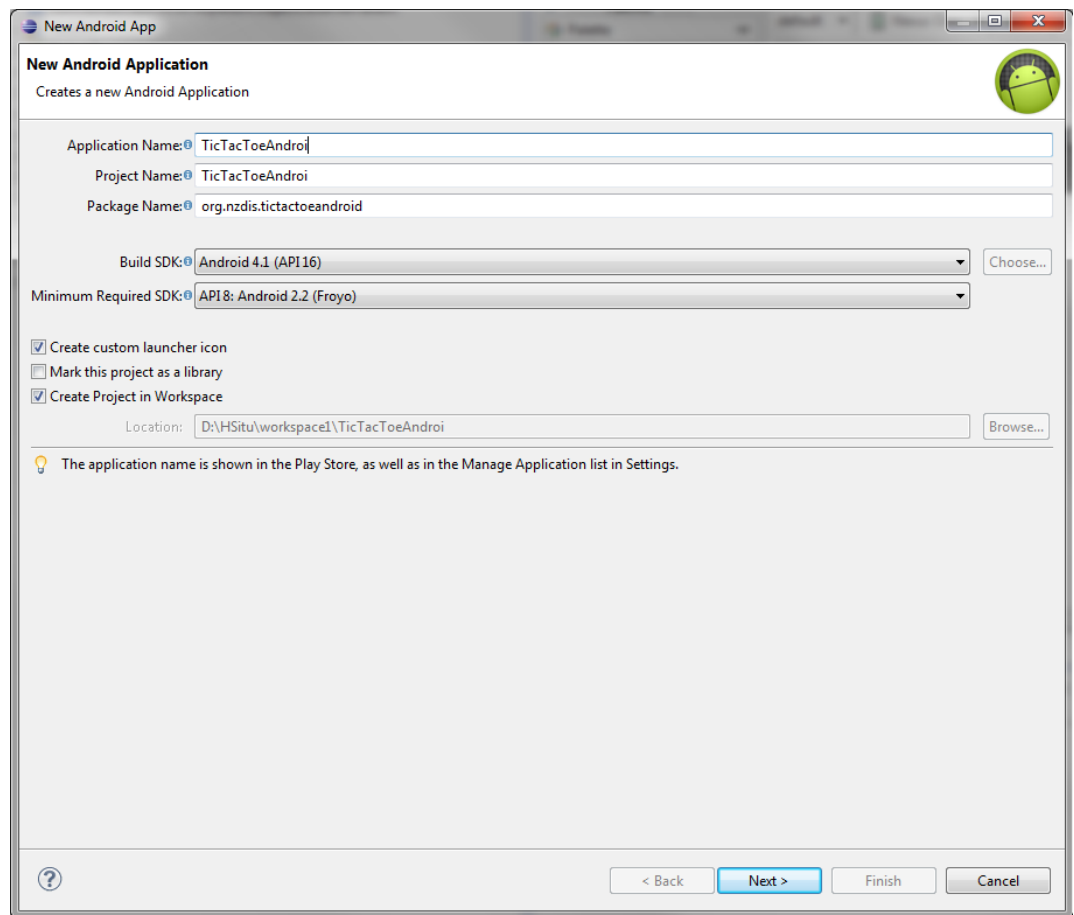 New Android App
New Android Application
Creates a new Android Application
Application Name: TicTacToeAndroi
Project Name: TicTacToeAndroi
Package Name: org.nzdis.tictactoeandroid
Build SDK: Android 4.1 (API 16) Choose...
Minimum Required SDK: API 8: Android 2.2 (Froyo)
Create custom launcher icon
Mark this project as a library
Create Project in Workspace
Location: D:\HSitu\workspace1\TicTacToeAndroi Browse...
The application name is shown in the Play Store, as well as in the Manage Application list in Settings.
? < Back Next > Finish Cancel